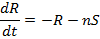 dR/dt = −R − nS